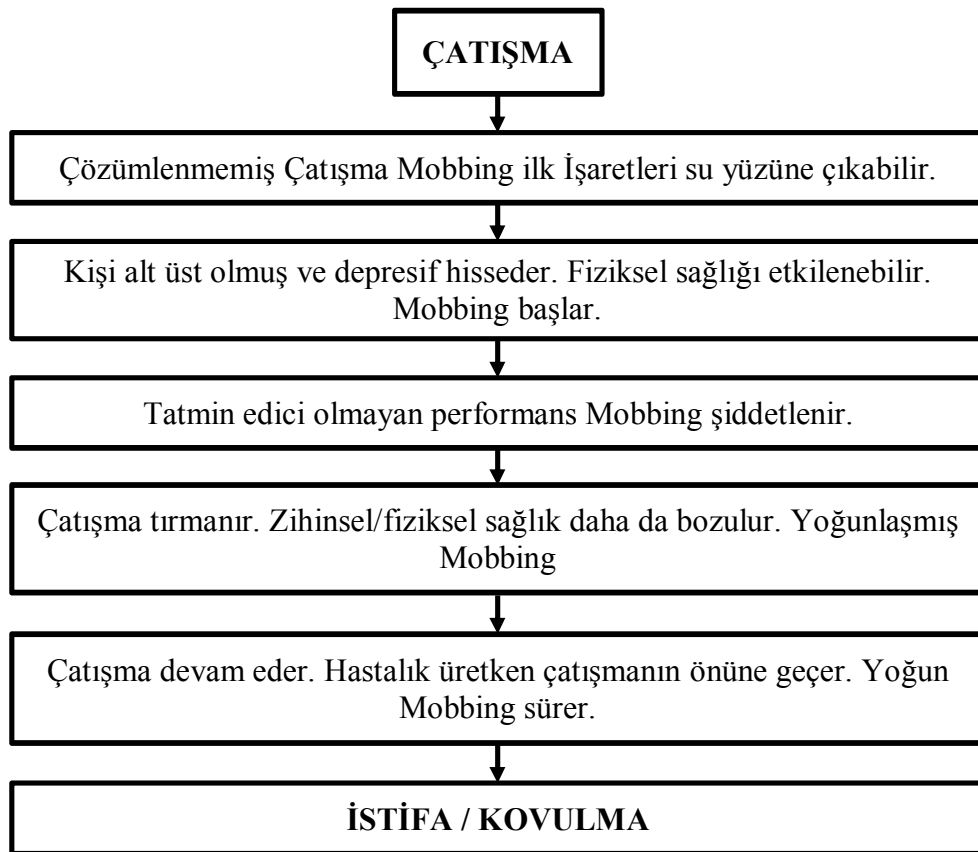 ÇATIŞMA
Çözümlenmemiş Çatışma Mobbing ilk İşaretleri su yüzüne çıkabilir.
Kişi alt üst olmuş ve depresif hisseder. Fiziksel sağlığı etkilenebilir.
Mobbing başlar.
Tatmin edici olmayan performans Mobbing şiddetlenir.
Çatışma tırmanır. Zihinsel/fiziksel sağlık daha da bozulur. Yoğunlaşmış
Mobbing
Çatışma devam eder. Hastalık üretken çatışmanın önüne geçer. Yoğun
Mobbing sürer.
İSTİFA / KOVULMA